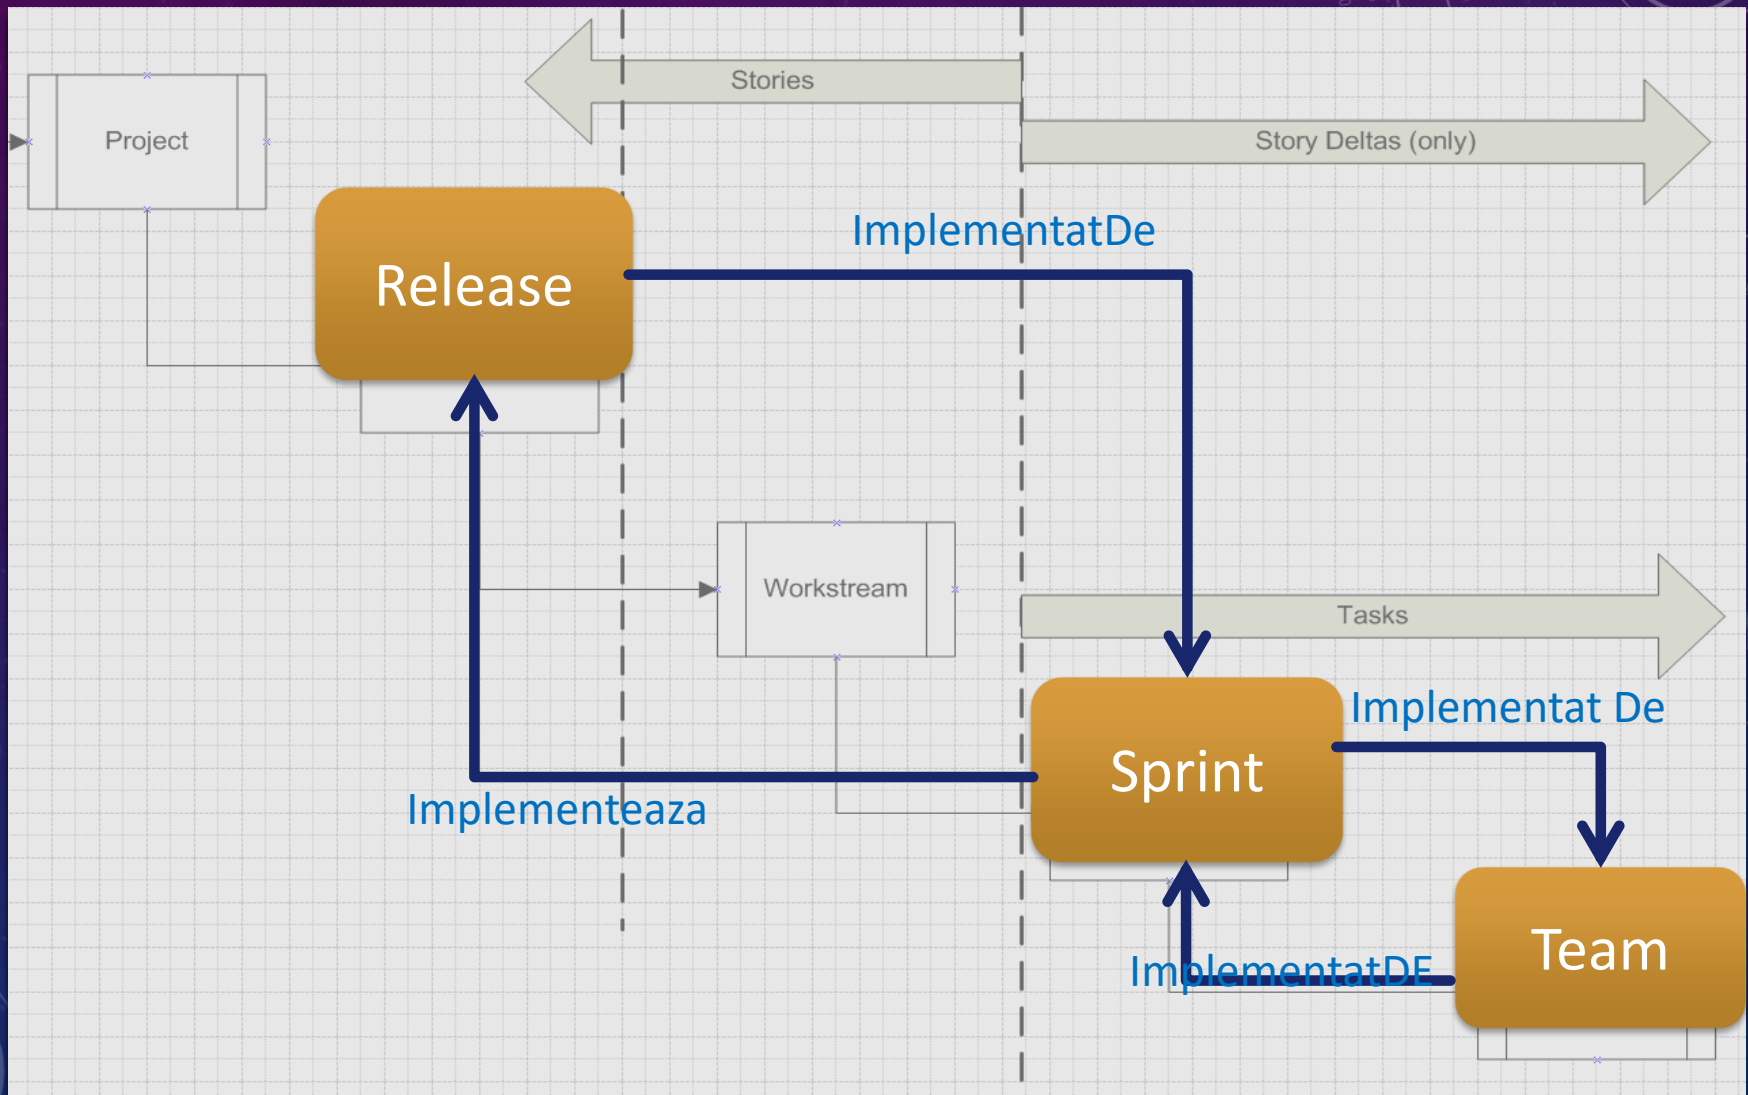 Stories
Project
Story Deltas (only)
ImplementatDe
Release
Workstream
Tasks
Implementat De
Sprint
Implementeaza
Team
ImplementatDE